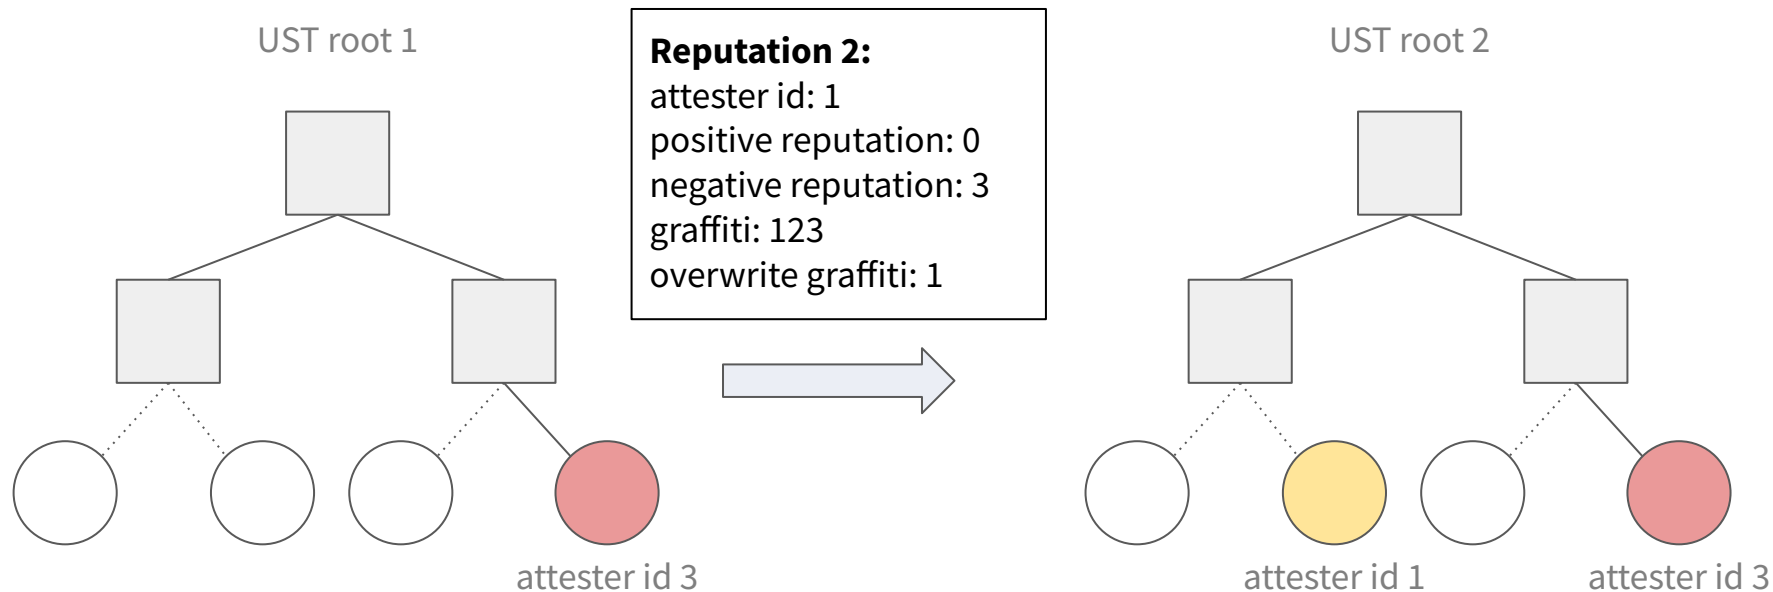 UST root 1
Reputation 2:
attester id: 1
positive reputation: 0
negative reputation: 3
graffiti: 123
overwrite graffiti: 1
UST root 2
attester id 3
attester id 1
attester id 3